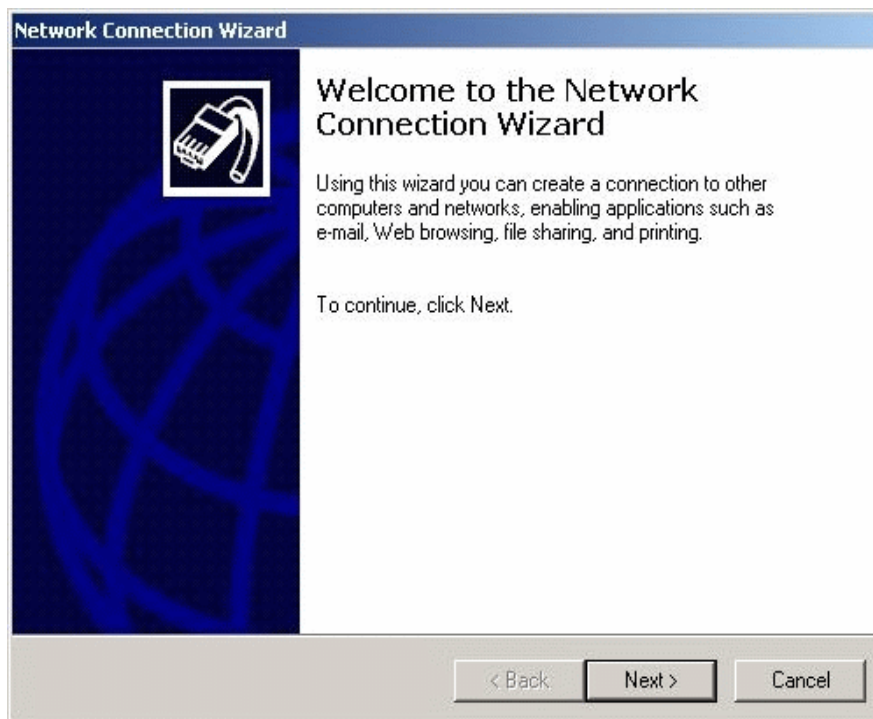 Network Connection Wizard
Welcome to the Network
Connection Wizard
Using this wizard you can create a connection to other
computers and networks, enabling applications such as
e-mail, Web browsing, file sharing, and printing.
To continue, click Next.
< Back
Next >
Cancel